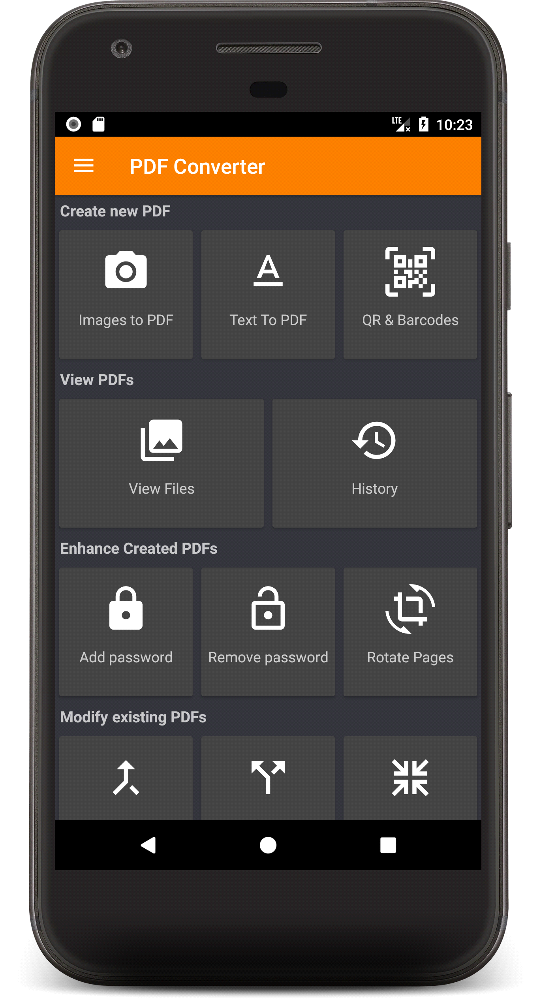 LTE 10:23
PDF Converter
Create new PDF
Images to PDF
Text To PDF
QR & Barcodes
View PDFs
View Files
History
Enhance Created PDFs
Add password
Remove password
Rotate Pages
Modify existing PDFs